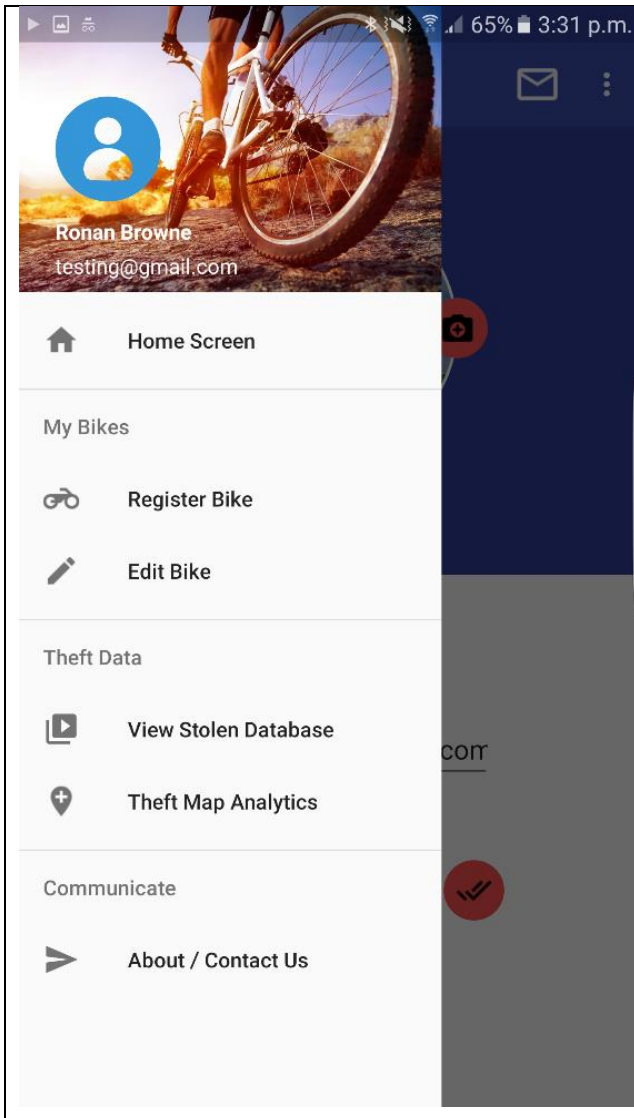 65% 3:31 p.m.
Ronan Browne
testing@gmail.com
Home Screen
My Bikes
Register Bike
Edit Bike
Theft Data
View Stolen Database
Theft Map Analytics
com
Communicate
About / Contact Us